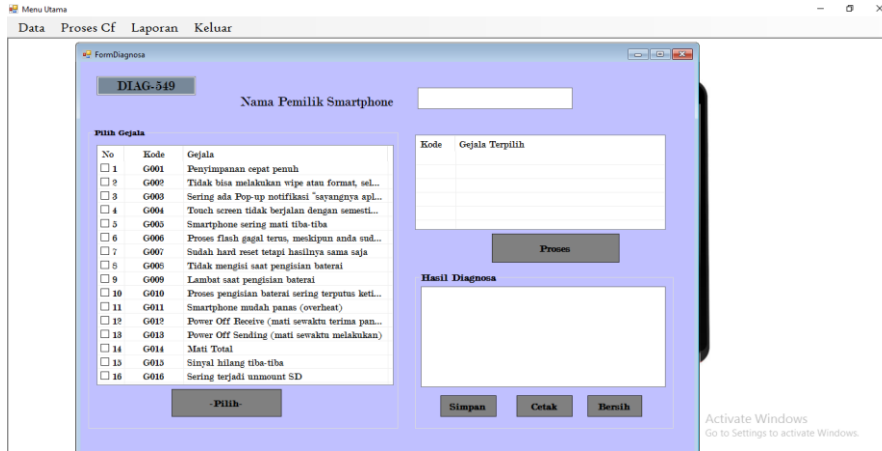 Menu Utama
Data Proses Cf Laporan Keluar
FormDiagnosa
DIAG-549
Nama Pemilik Smartphone
Pilih Gejala
No Kode Gejala
1 G001 Penyimpanan cepat penuh
2 G002 Tidak bisa melakukan wipe atau format, sel...
3 G003 Sering ada Pop-up notifikasi "sayangnya apl...
4 G004 Touch screen tidak berjalan dengan semesti...
5 G005 Smartphone sering mati tiba-tiba
6 G006 Proses flash gagal terus, meskipun anda sud...
7 G007 Sudah hard reset tetapi hasilnya sama saja
8 G008 Tidak mengisi saat pengisian baterai
9 G009 Lambat saat pengisian baterai
10 G010 Proses pengisian baterai sering terputus keti...
11 G011 Smartphone mudah panas (overheat)
12 G012 Power Off Receive (mati sewaktu terima pan...
13 G013 Power Off Sending (mati sewaktu melakukan)
14 G014 Mati Total
15 G015 Sinyal hilang tiba-tiba
16 G016 Sering terjadi unmount SD
-Pilih-
Kode Gejala Terpilih
Proses
Hasil Diagnosa
Simpan Cetak Bersih
Activate Windows
Go to Settings to activate Windows.